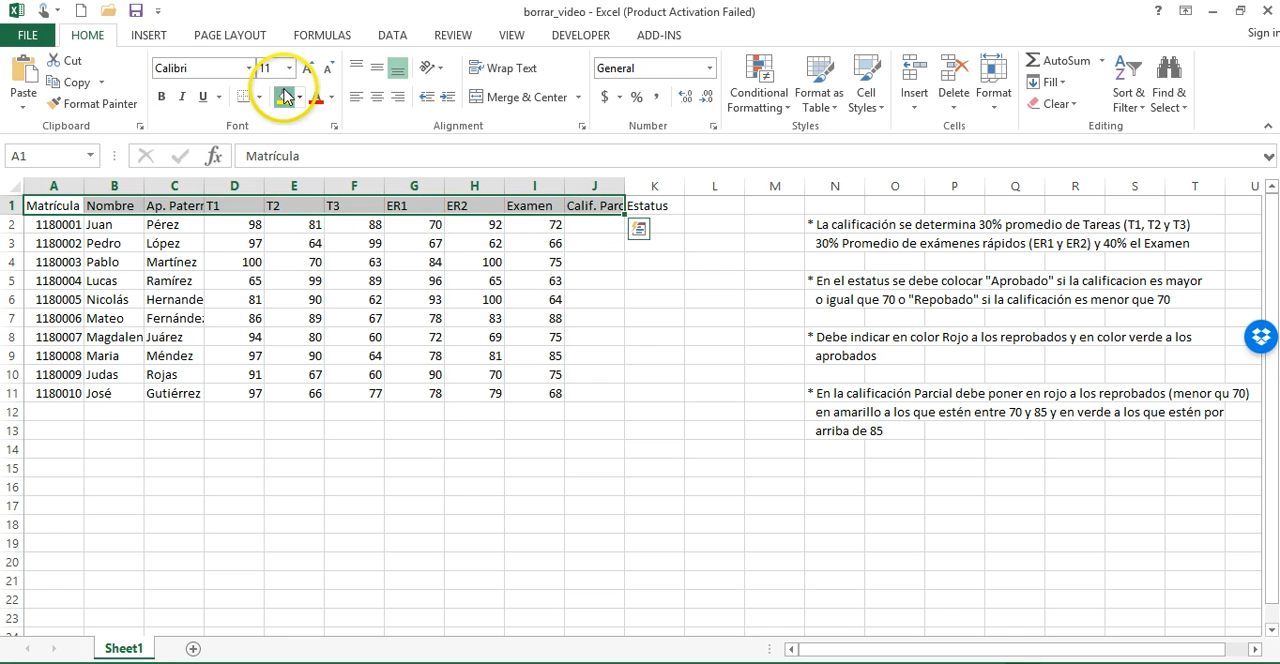 borrar_video - Excel (Product Activation Failed)
Sign in
FILE HOME INSERT PAGE LAYOUT FORMULAS DATA REVIEW VIEW DEVELOPER ADD-INS
Paste
Cut
Copy
Format Painter
Clipboard
Calibri 11
B I U
Font
Wrap Text
Merge & Center
Alignment
General
$ % ,
Number
Conditional Formatting
Format as Table
Cell Styles
Styles
Insert Delete Format
Cells
AutoSum
Fill
Clear
Sort & Filter
Find & Select
Editing
A1 fx Matrícula
A B C D E F G H I J K L M N O P Q R S T U
1 Matrícula Nombre Ap. Patern T1 T2 T3 ER1 ER2 Examen Calif. Parc Estatus
2 1180001 Juan Pérez 98 81 88 70 92 72
3 1180002 Pedro López 97 64 99 67 62 66
4 1180003 Pablo Martínez 100 70 63 84 100 75
5 1180004 Lucas Ramírez 65 99 89 96 65 63
6 1180005 Nicolás Hernande 81 90 62 93 100 64
7 1180006 Mateo Fernánde 86 89 67 78 83 88
8 1180007 Magdalen Juárez 94 80 60 72 69 75
9 1180008 Maria Méndez 97 90 64 78 81 85
10 1180009 Judas Rojas 91 67 60 90 70 75
11 1180010 José Gutiérrez 97 66 77 78 79 68
12
13
14
15
16
17
18
19
20
21
22
23
* La calificación se determina 30% promedio de Tareas (T1, T2 y T3)
30% Promedio de exámenes rápidos (ER1 y ER2) y 40% el Examen
* En el estatus se debe colocar "Aprobado" si la calificacion es mayor
o igual que 70 o "Repobado" si la calificación es menor que 70
* Debe indicar en color Rojo a los reprobados y en color verde a los
aprobados
* En la calificación Parcial debe poner en rojo a los reprobados (menor qu 70)
en amarillo a los que estén entre 70 y 85 y en verde a los que estén por
arriba de 85
Sheet1